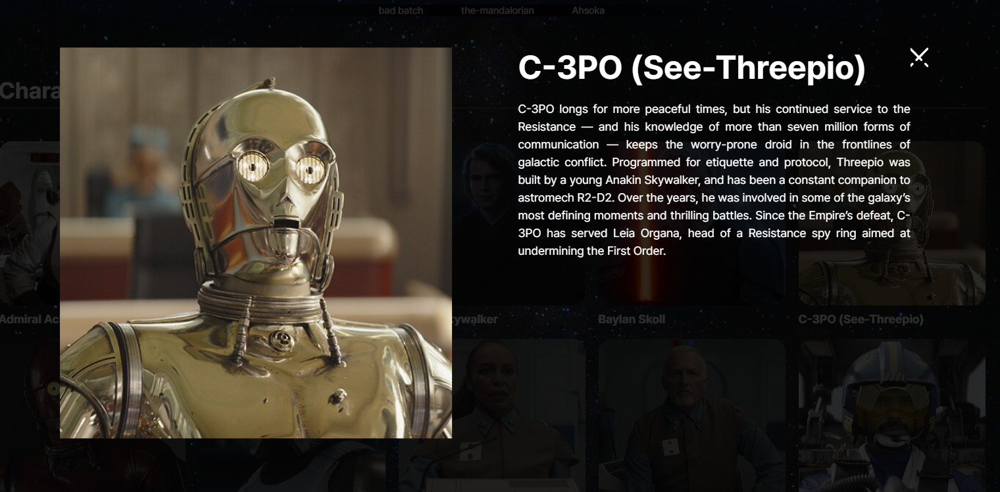 bad batch the-mandalorian Ahsoka
Chara
C-3PO (See-Threepio)
C-3PO longs for more peaceful times, but his continued service to the
Resistance — and his knowledge of more than seven million forms of
communication — keeps the worry-prone droid in the frontlines of
galactic conflict. Programmed for etiquette and protocol, Threepio was
built by a young Anakin Skywalker, and has been a constant companion to
astromech R2-D2. Over the years, he was involved in some of the galaxy’s
most defining moments and thrilling battles. Since the Empire’s defeat, C-
3PO has served Leia Organa, head of a Resistance spy ring aimed at
undermining the First Order.
Admiral Ac kywalker Baylan Skoll C-3PO (See-Threepio)